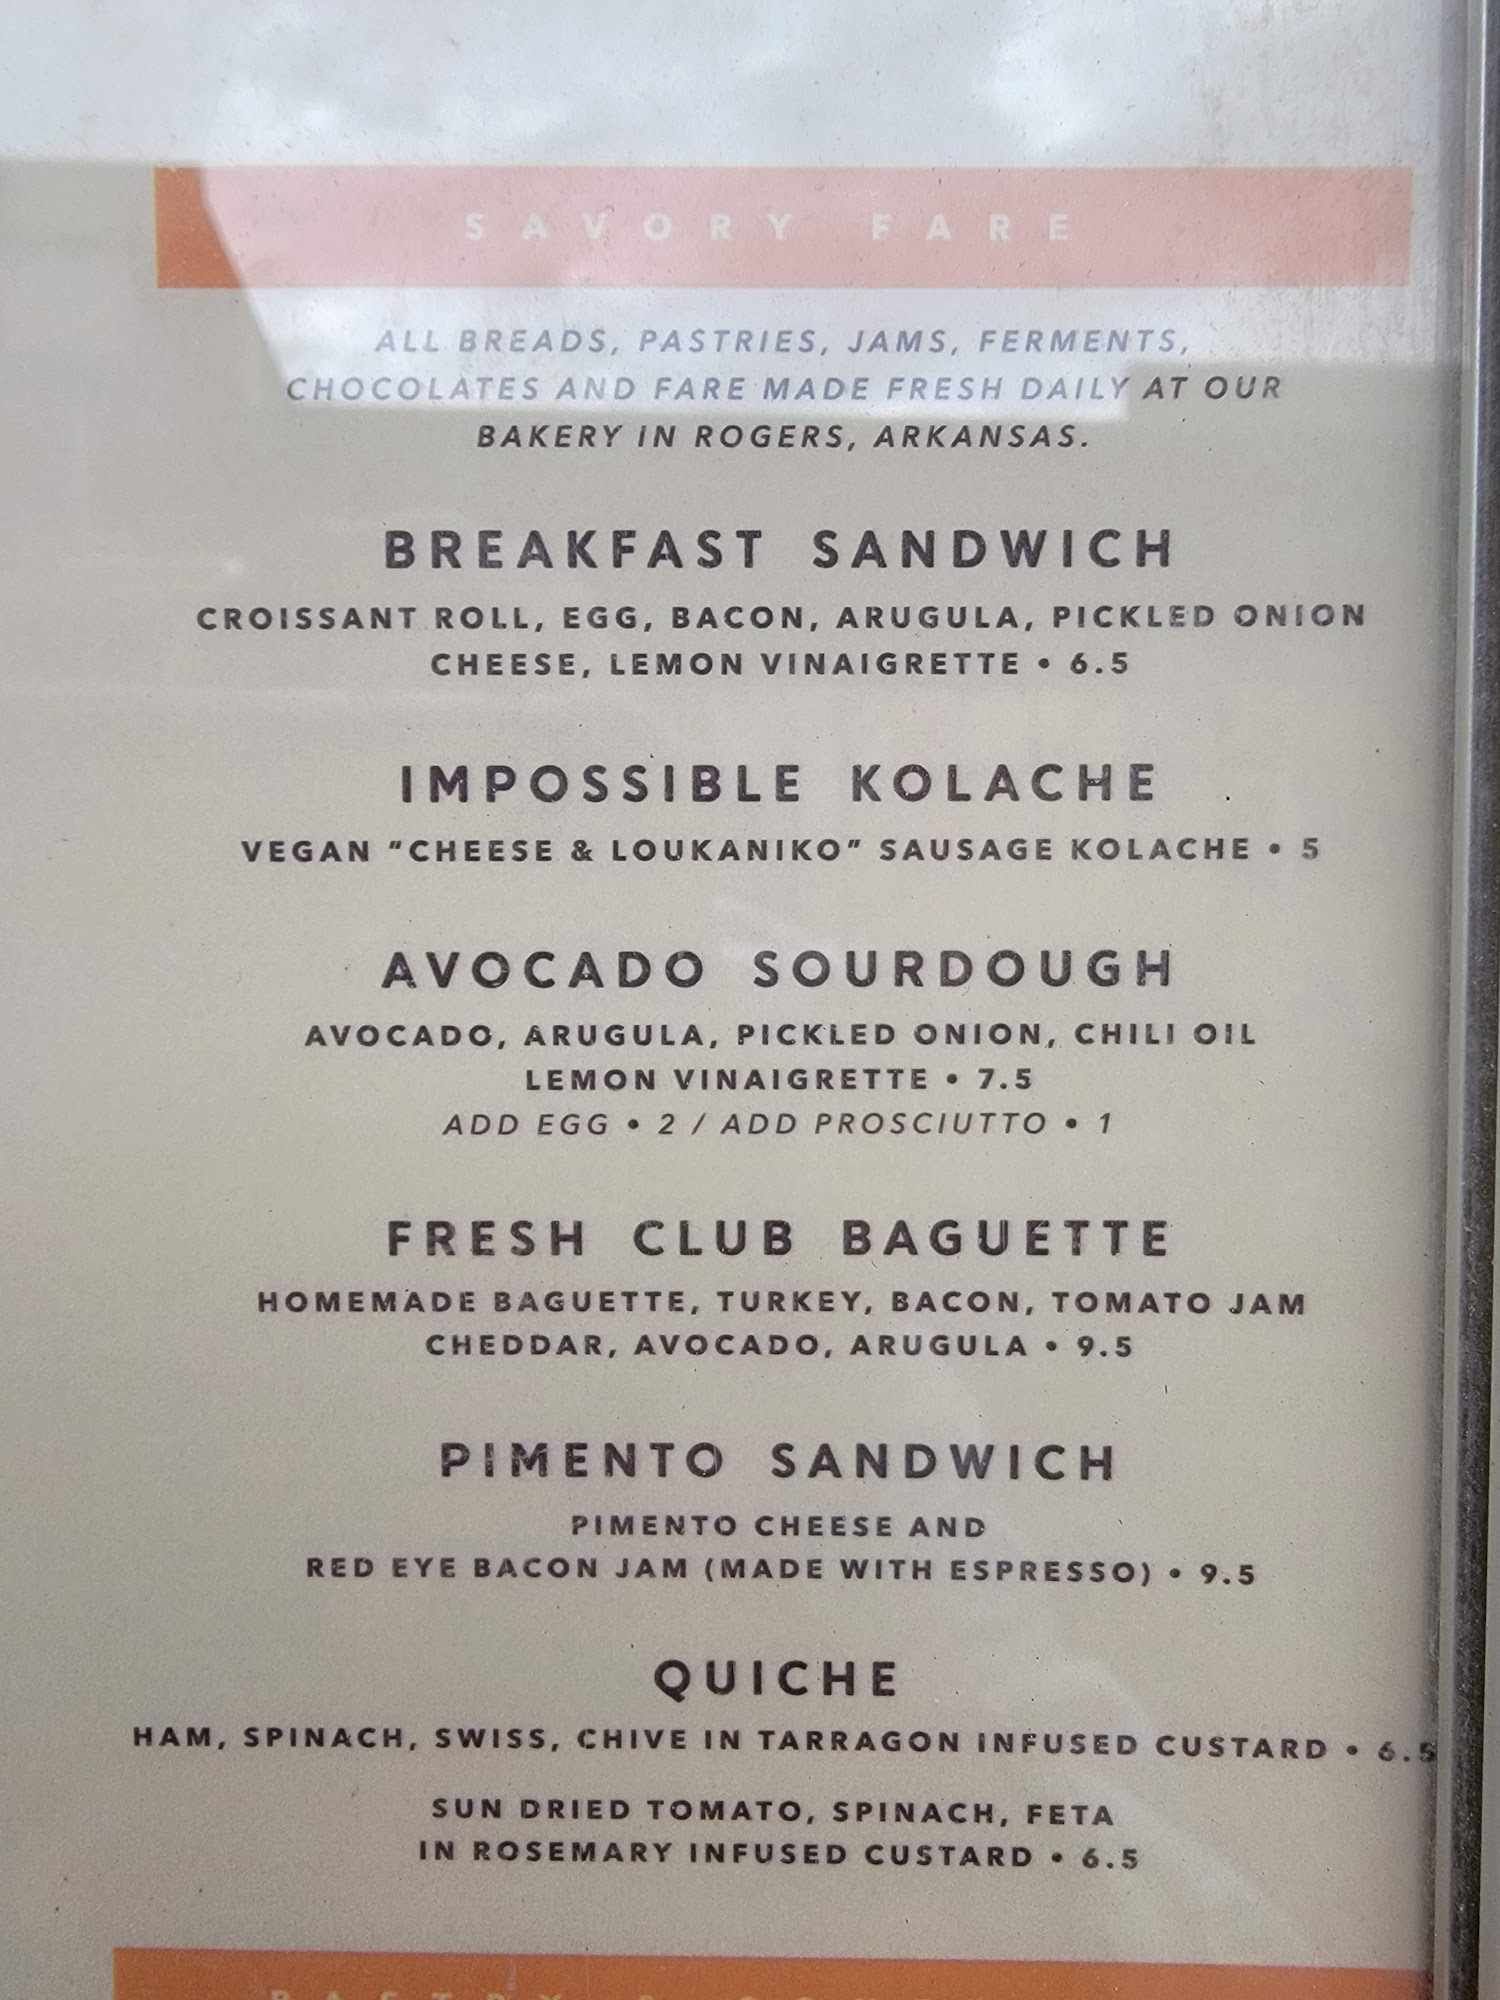 SAVORY FARE
ALL BREADS, PASTRIES, JAMS, FERMENTS,
CHOCOLATES AND FARE MADE FRESH DAILY AT OUR
BAKERY IN ROGERS, ARKANSAS.
BREAKFAST SANDWICH
CROISSANT ROLL, EGG, BACON, ARUGULA, PICKLED ONION
CHEESE, LEMON VINAIGRETTE • 6.5
IMPOSSIBLE KOLACHE
VEGAN "CHEESE & LOUKANIKO" SAUSAGE KOLACHE • 5
AVOCADO SOURDOUGH
AVOCADO, ARUGULA, PICKLED ONION, CHILI OIL
LEMON VINAIGRETTE • 7.5
ADD EGG • 2 / ADD PROSCIUTTO • 1
FRESH CLUB BAGUETTE
HOMEMADE BAGUETTE, TURKEY, BACON, TOMATO JAM
CHEDDAR, AVOCADO, ARUGULA • 9.5
PIMENTO SANDWICH
PIMENTO CHEESE AND
RED EYE BACON JAM (MADE WITH ESPRESSO) • 9.5
QUICHE
HAM, SPINACH, SWISS, CHIVE IN TARRAGON INFUSED CUSTARD • 6.5
SUN DRIED TOMATO, SPINACH, FETA
IN ROSEMARY INFUSED CUSTARD • 6.5